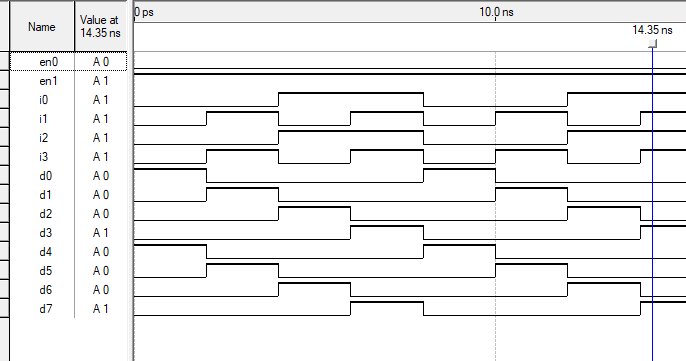 Name Value at 14.35 ns 0 ps 10.0 ns
14.35 ns
en0 A 0
en1 A 1
i0 A 1
i1 A 1
i2 A 1
i3 A 1
d0 A 0
d1 A 0
d2 A 0
d3 A 1
d4 A 0
d5 A 0
d6 A 0
d7 A 1